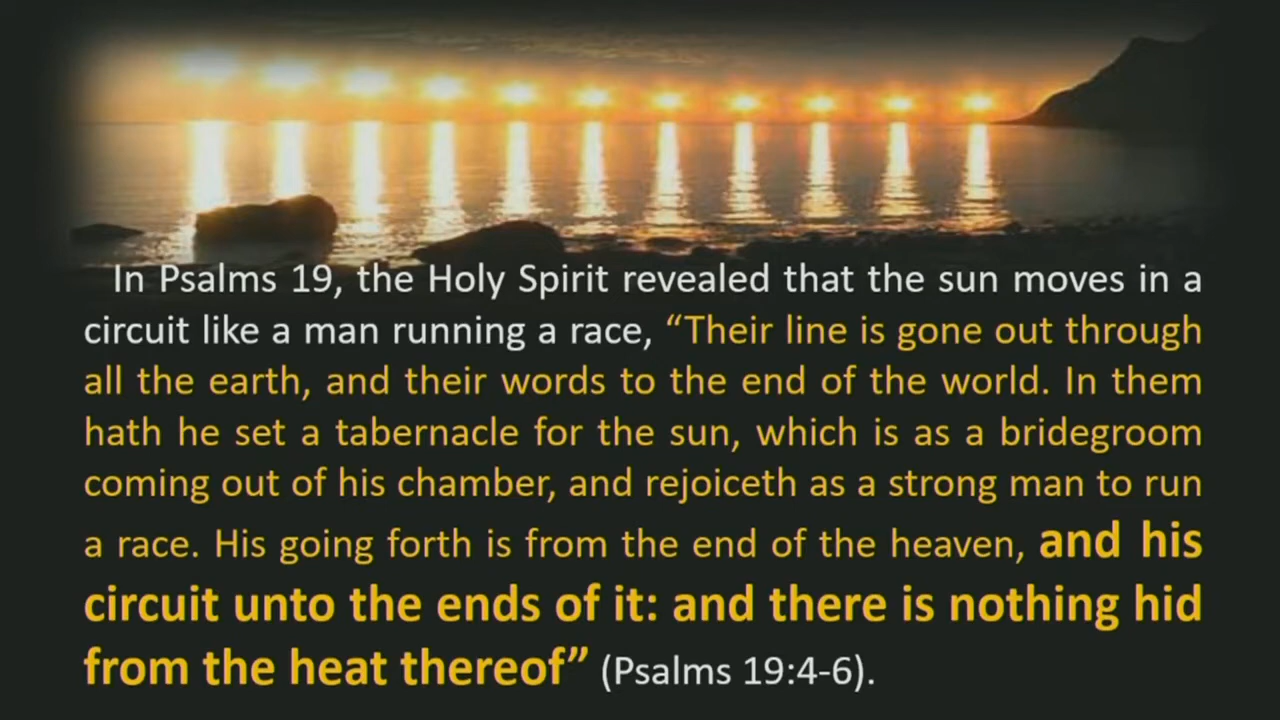 In Psalms 19, the Holy Spirit revealed that the sun moves in a
circuit like a man running a race, “Their line is gone out through
all the earth, and their words to the end of the world. In them
hath he set a tabernacle for the sun, which is as a bridegroom
coming out of his chamber, and rejoiceth as a strong man to run
a race. His going forth is from the end of the heaven, and his
circuit unto the ends of it: and there is nothing hid
from the heat thereof” (Psalms 19:4-6).